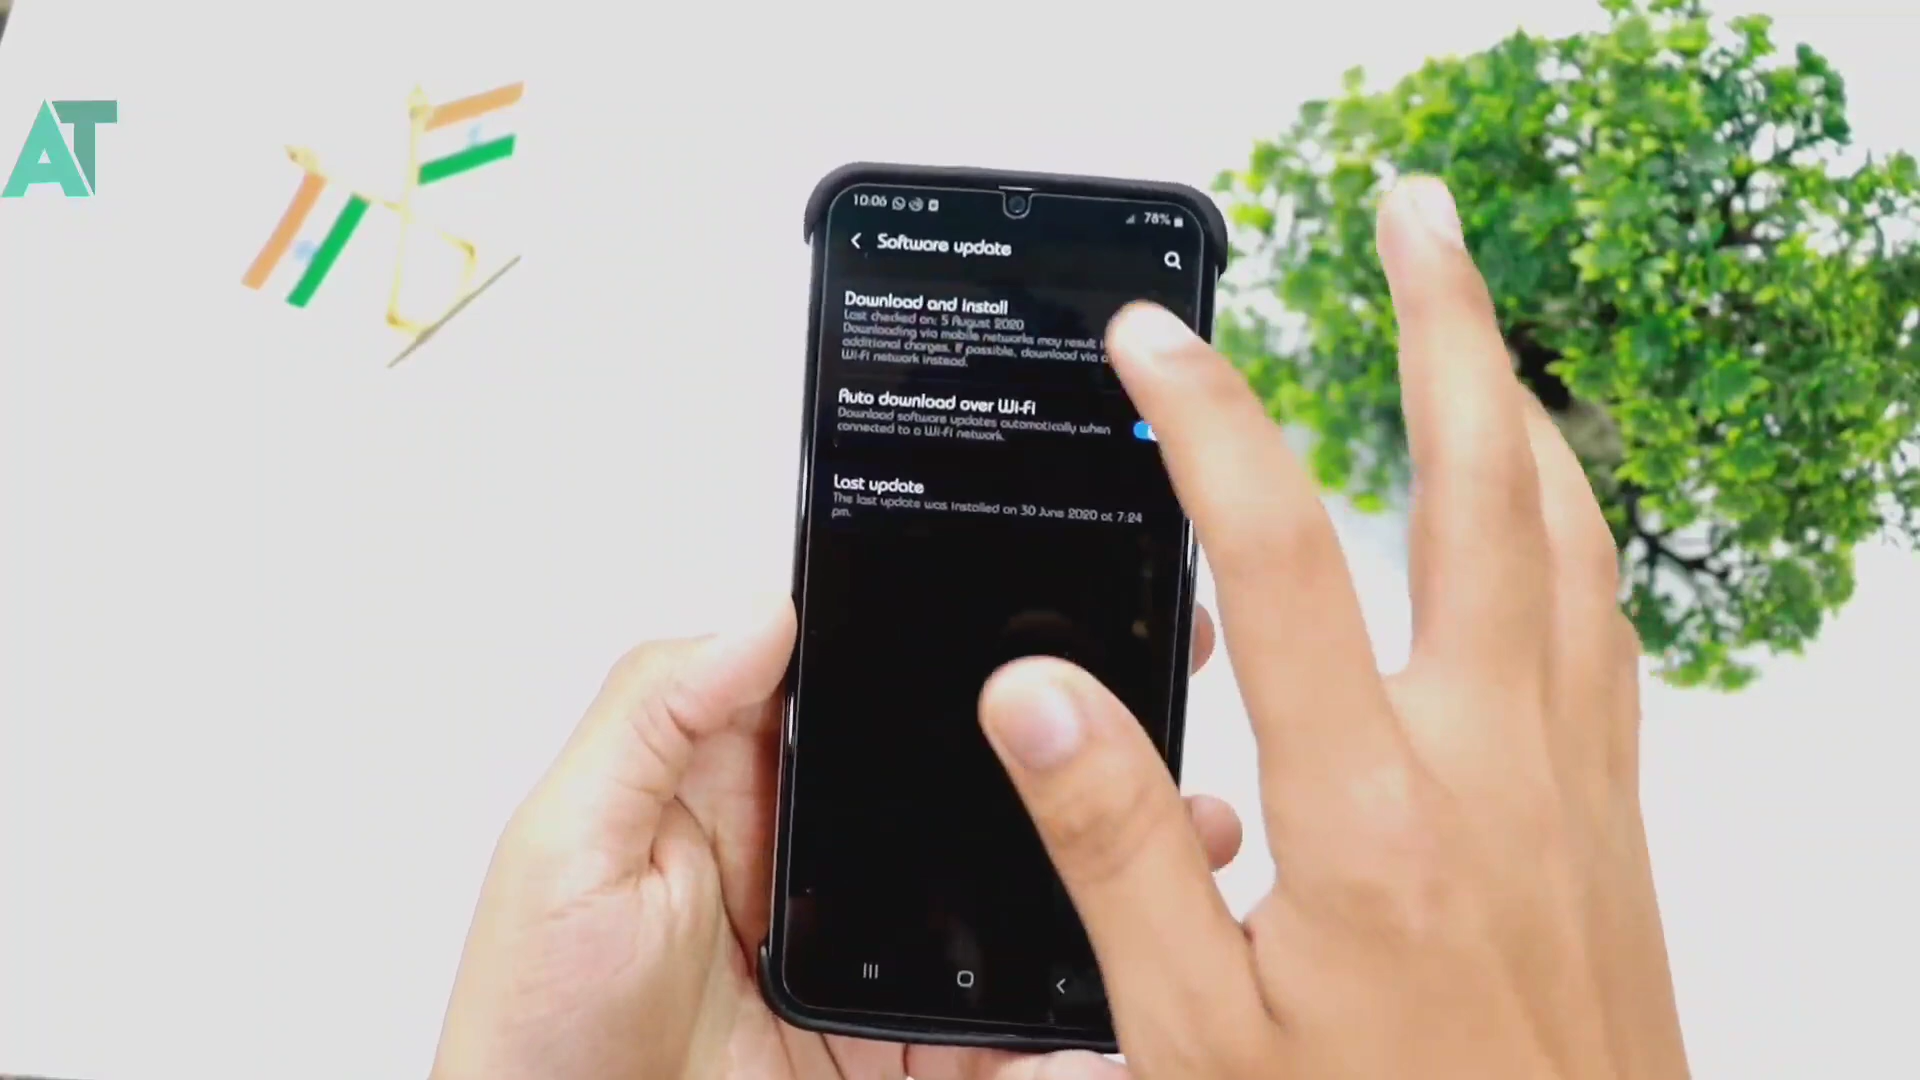 AT
10:06
78%
Software update
Download and install
Last checked on: 5 August 2020
Downloading via mobile networks may result
additional charges. If possible, download via a
Wi-Fi network instead.
Auto download over Wi-Fi
Download software updates automatically when
connected to a Wi-Fi network.
Last update
The last update was installed on 30 June 2020 at 7:24
pm.